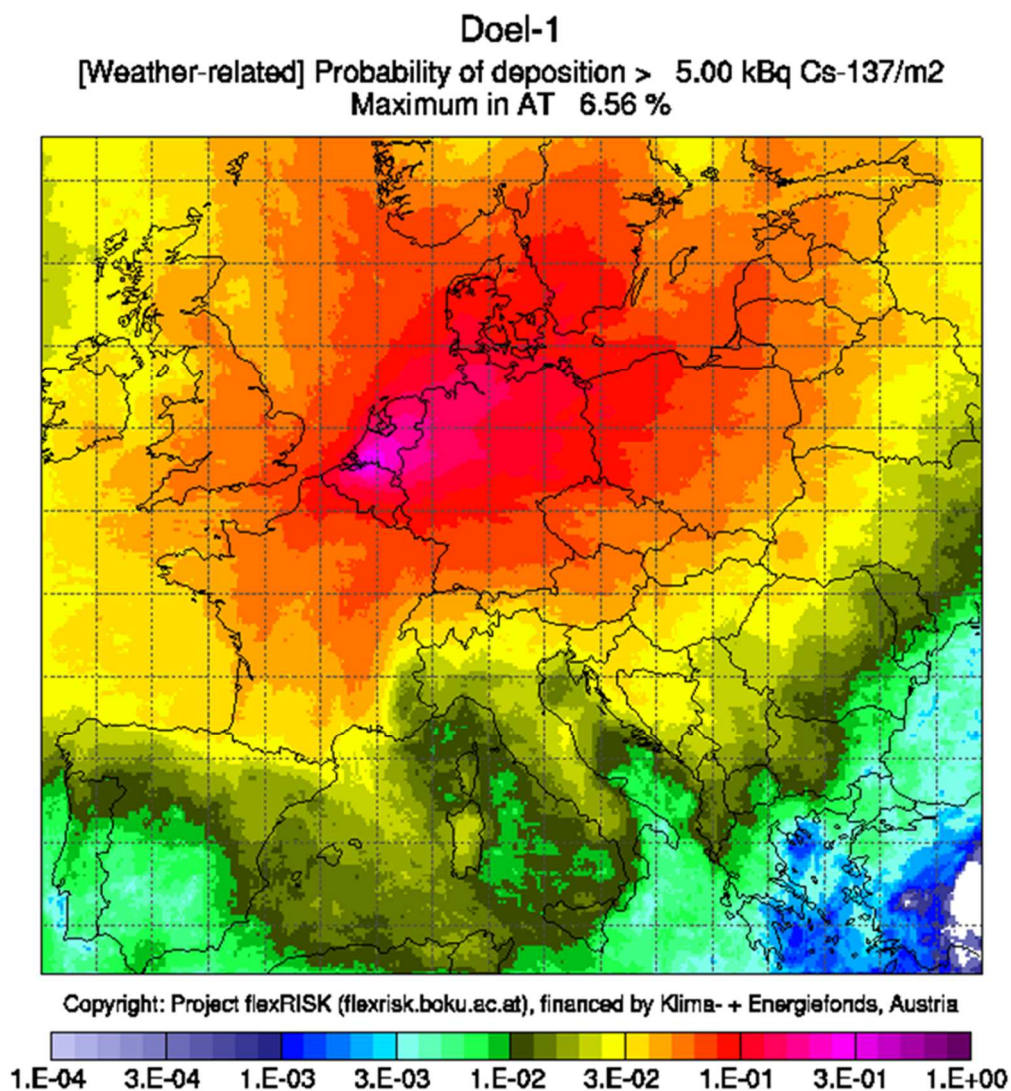 Doel-1
[Weather-related] Probability of deposition > 5.00 kBq Cs-137/m2
Maximum in AT 6.56 %
Copyright: Project flexRISK (flexrisk.boku.ac.at), financed by Klima- + Energiefonds, Austria
1.E-04 3.E-04 1.E-03 3.E-03 1.E-02 3.E-02 1.E-01 3.E-01 1.E+00